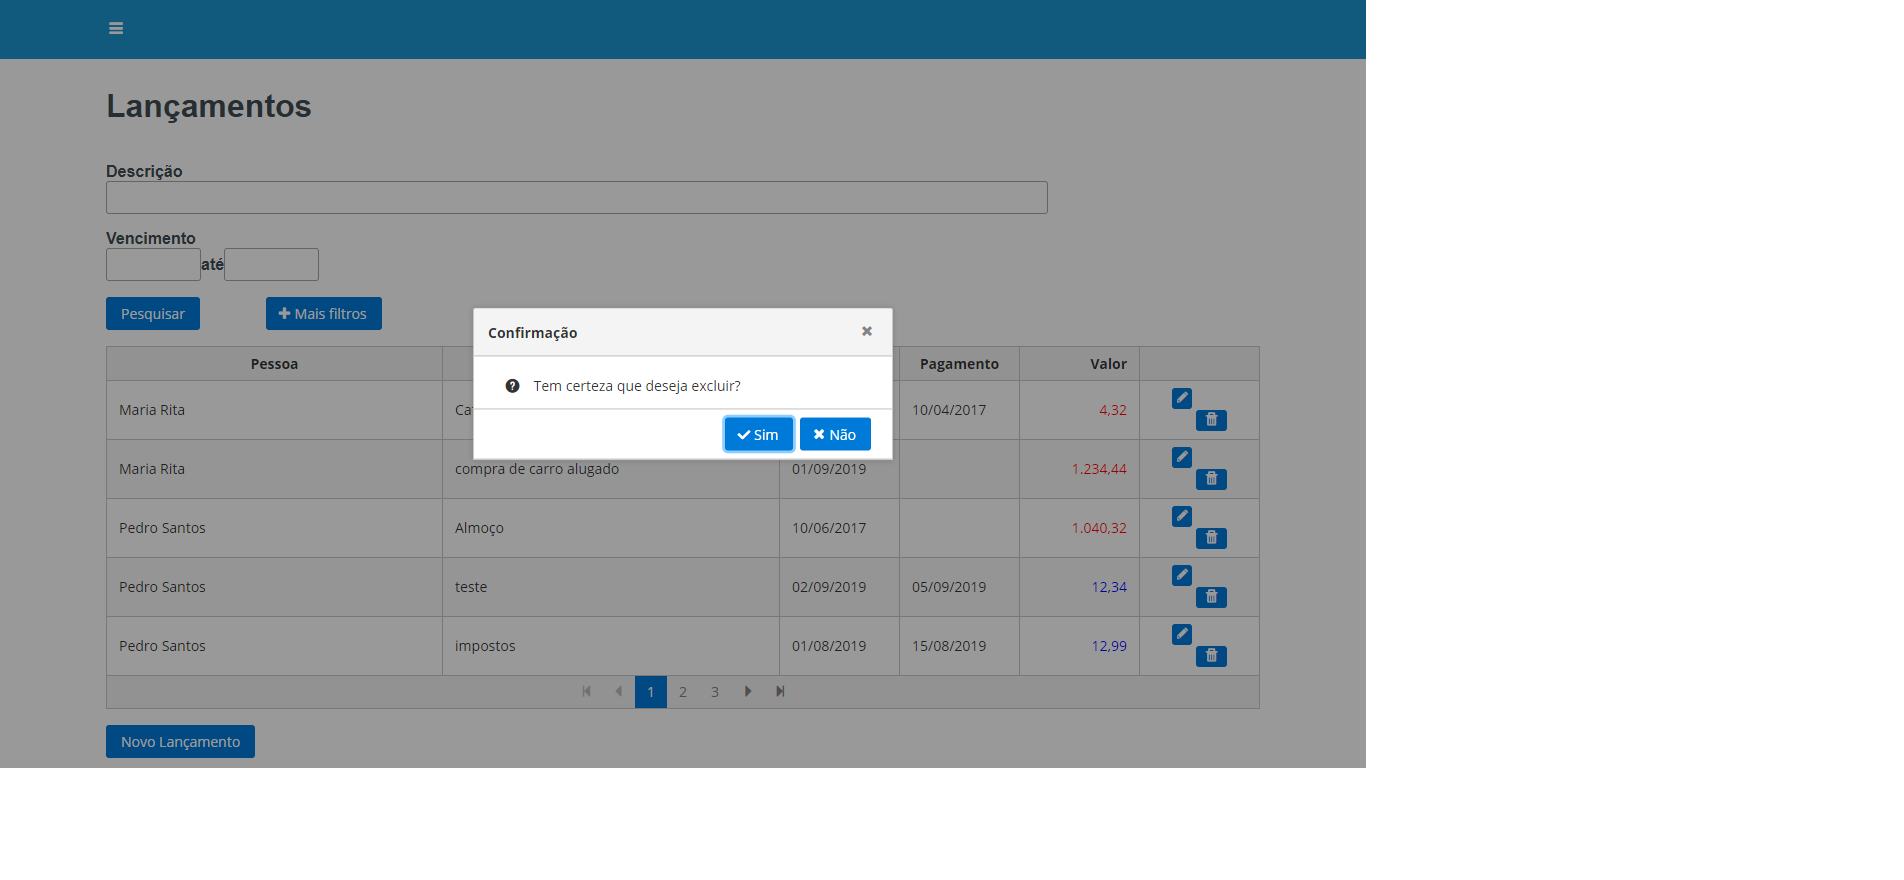 Lançamentos
Descrição
Vencimento
até
Pesquisar Mais filtros
Confirmação
Tem certeza que deseja excluir?
Sim Não
Pessoa Pagamento Valor
Maria Rita 10/04/2017 4,32
Maria Rita compra de carro alugado 01/09/2019 1.234,44
Pedro Santos Almoço 10/06/2017 1.040,32
Pedro Santos teste 02/09/2019 05/09/2019 12,34
Pedro Santos impostos 01/08/2019 15/08/2019 12,99
1 2 3
Novo Lançamento